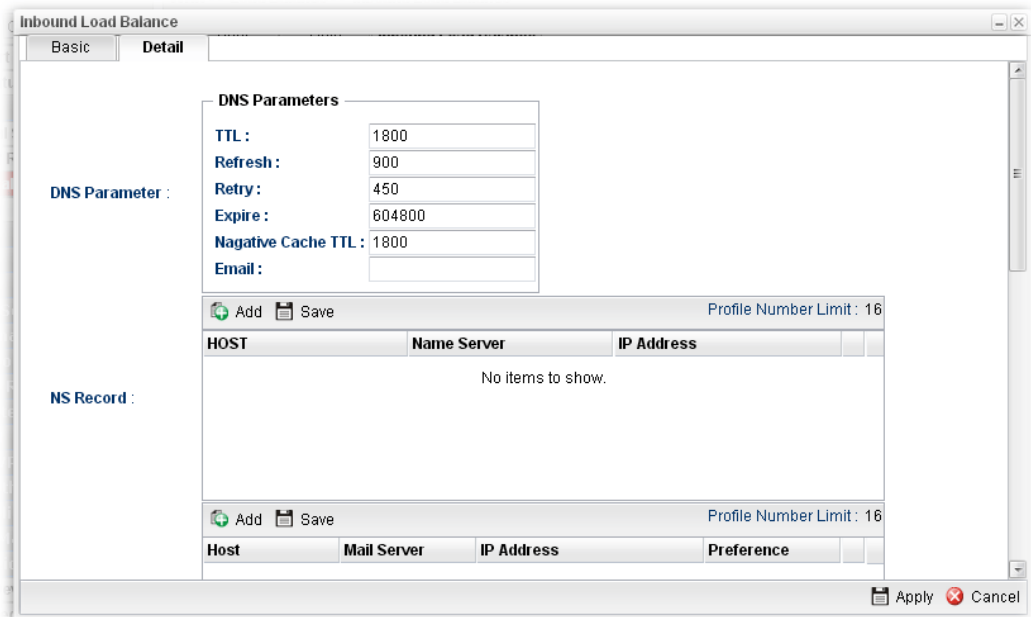 Inbound Load Balance
Basic Detail
DNS Parameters
TTL : 1800
Refresh : 900
Retry : 450
DNS Parameter :
Expire : 604800
Nagative Cache TTL : 1800
Email :
Add Save Profile Number Limit : 16
HOST Name Server IP Address
No items to show.
NS Record :
Add Save Profile Number Limit : 16
Host Mail Server IP Address Preference
Apply Cancel